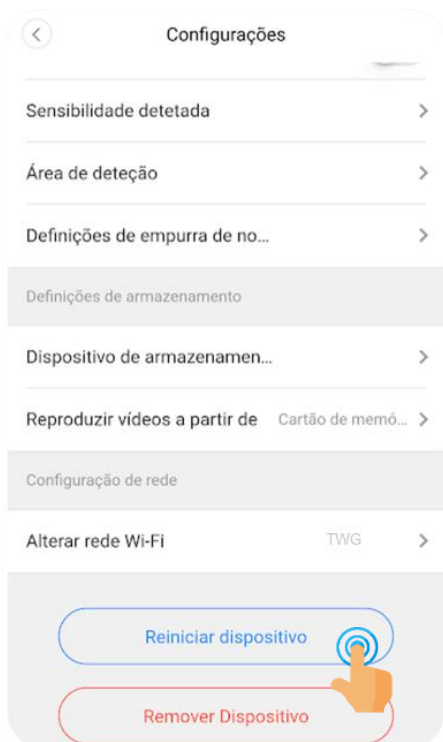 Configurações
Sensibilidade detetada
Área de deteção
Definições de empurra de no...
Definições de armazenamento
Dispositivo de armazenamen...
Reproduzir vídeos a partir de Cartão de memó...
Configuração de rede
Alterar rede Wi-Fi TWG
Reiniciar dispositivo
Remover Dispositivo